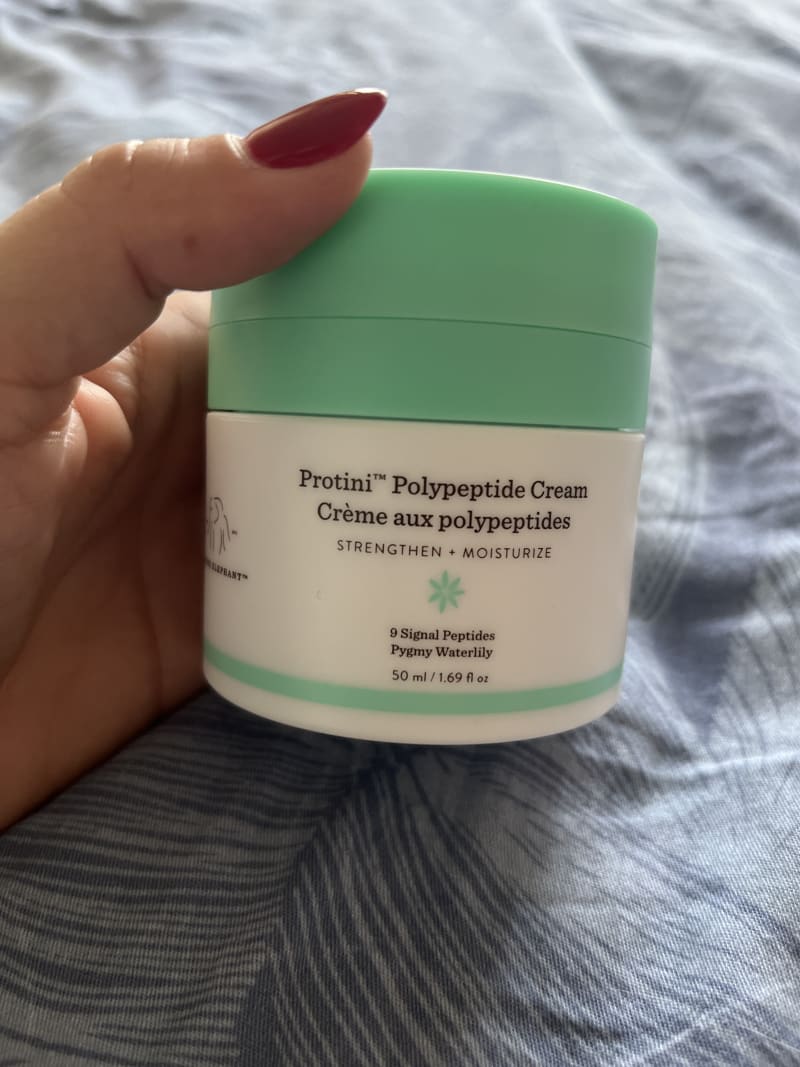 Protini™ Polypeptide Cream
Crème aux polypeptides
STRENGTHEN + MOISTURIZE
9 Signal Peptides
Pygmy Waterlily
50 ml / 1.69 fl oz
ELEPHANT™